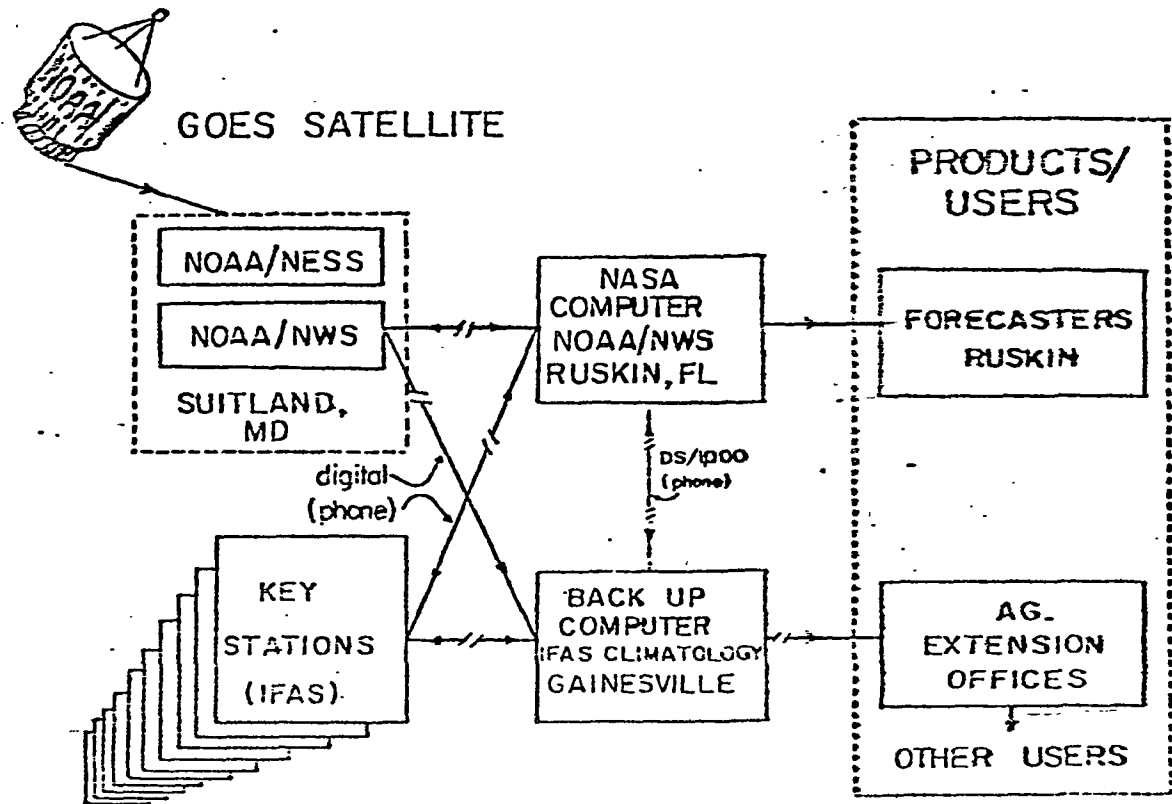 GOES SATELLITE
NOAA/NESS
NOAA/NWS
SUITLAND,
MD
NASA
COMPUTER
NOAA/NWS
RUSKIN, FL
PRODUCTS/
USERS
FORECASTERS
RUSKIN
digital
(phone)
DS/1000
(phone)
KEY
STATIONS
(IFAS)
BACK UP
COMPUTER
IFAS CLIMATOLOGY
GAINESVILLE
AG.
EXTENSION
OFFICES
OTHER USERS